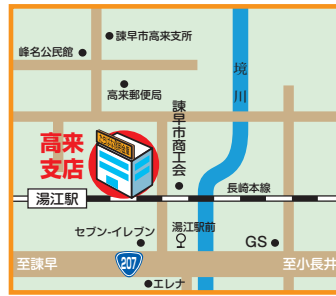 諫早市高来支所
峰名公館
高来郵便局
境川
諫早市商工会
高来
支店
湯江駅
長崎本線
セブン-イレブン
湯江駅前
GS
至諫早
207
至小長井
エレナ